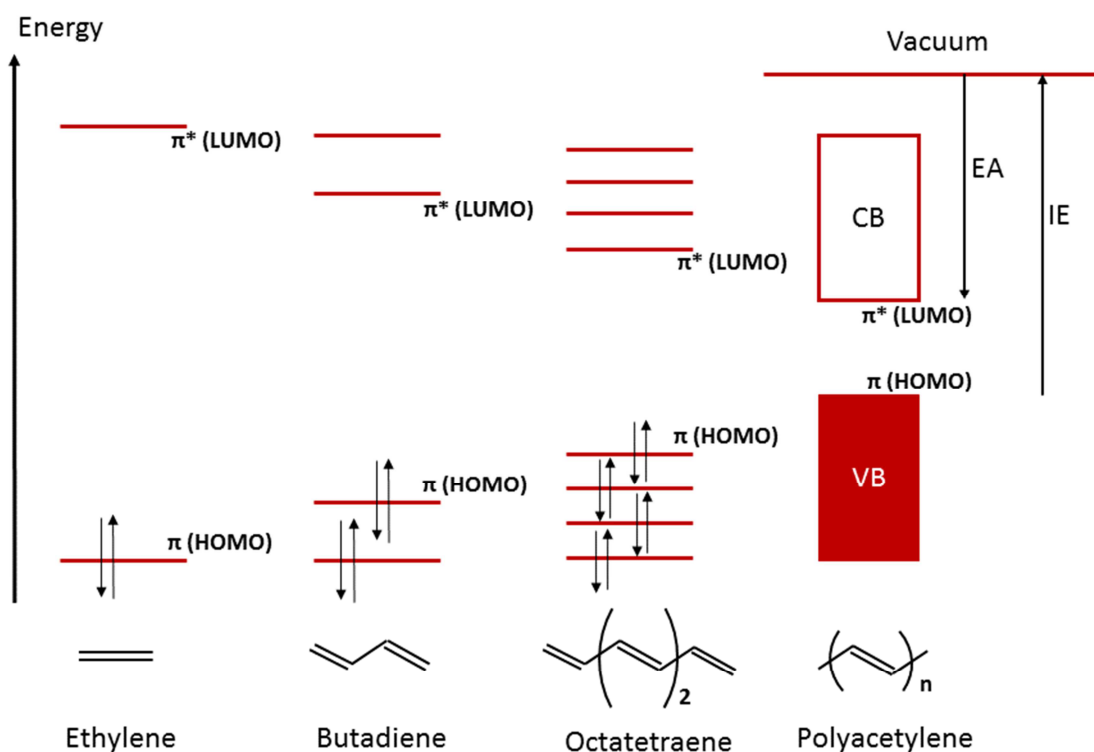 Energy
Vacuum
π* (LUMO)
π* (LUMO)
π* (LUMO)
CB
EA
IE
π* (LUMO)
π (HOMO)
π (HOMO)
π (HOMO)
π (HOMO)
VB
2
n
Ethylene
Butadiene
Octatetraene
Polyacetylene